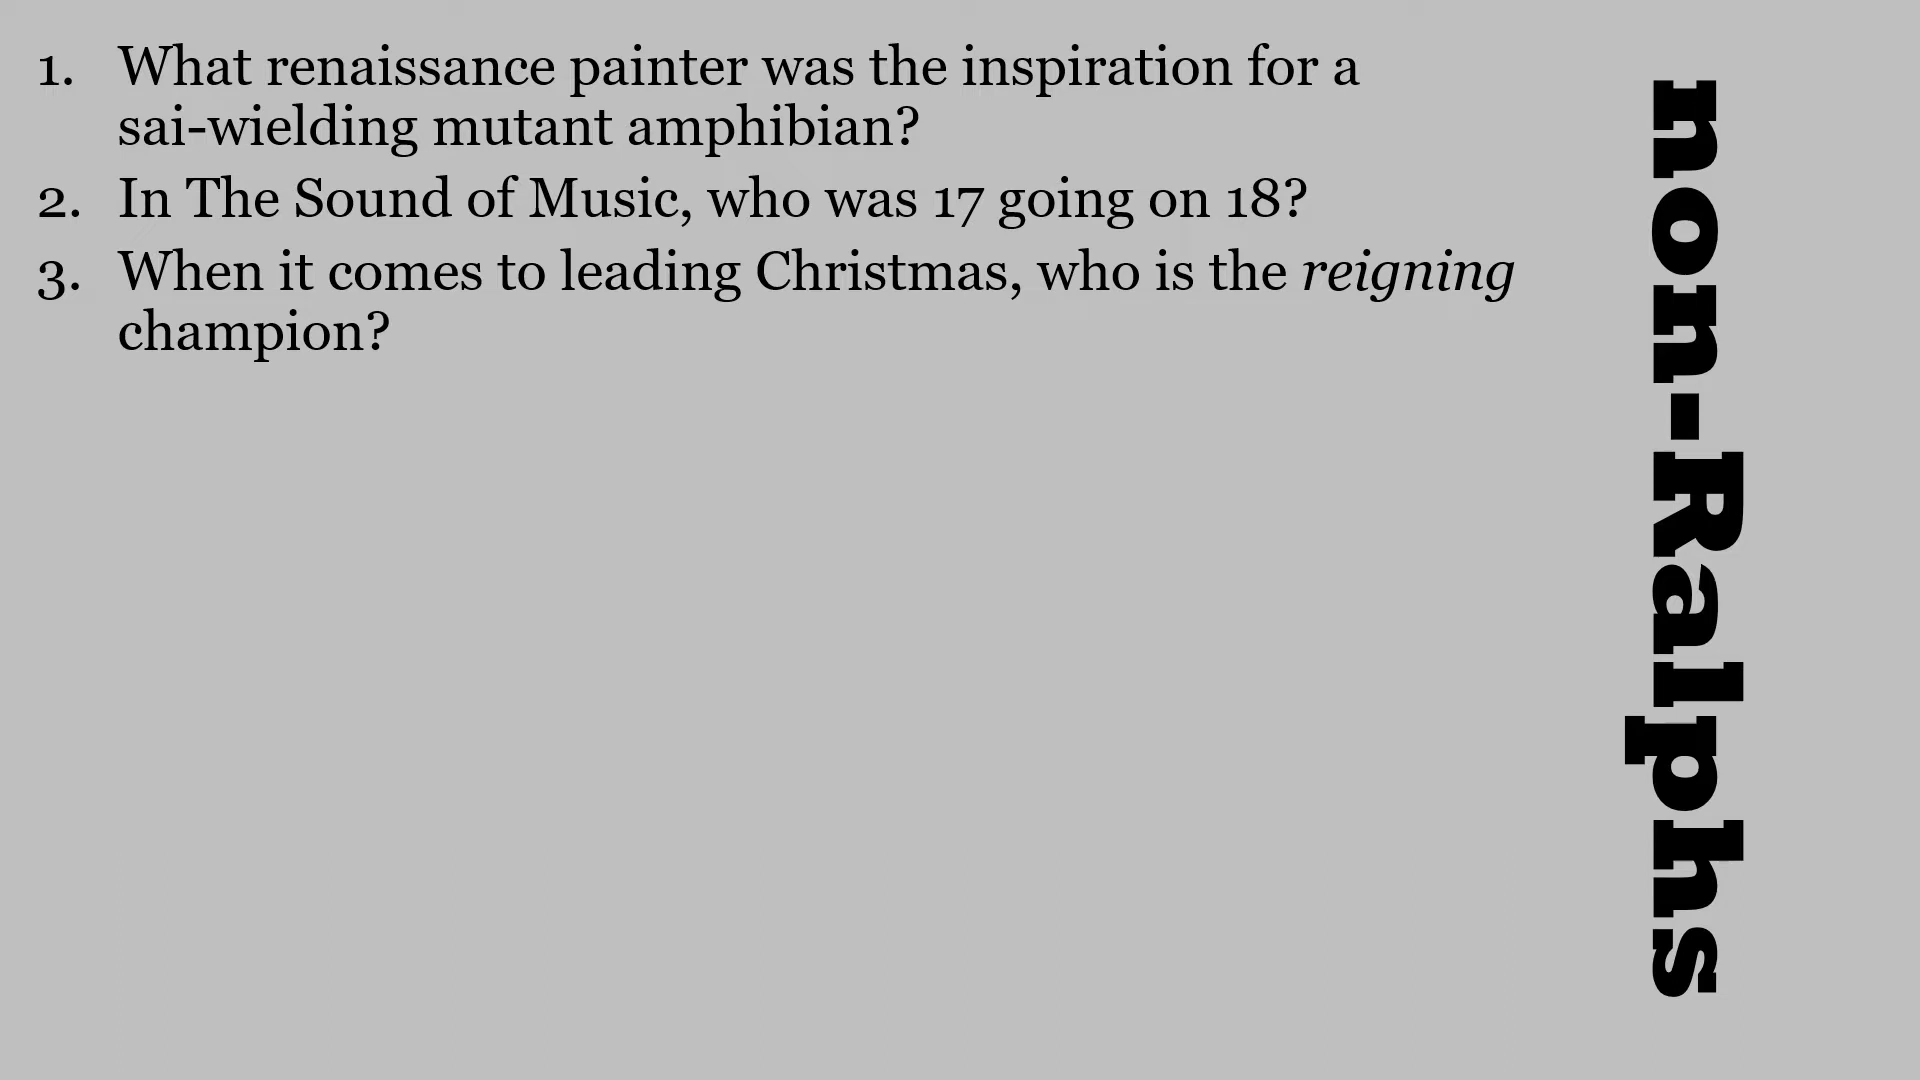 1. What renaissance painter was the inspiration for a
sai-wielding mutant amphibian?
2. In The Sound of Music, who was 17 going on 18?
3. When it comes to leading Christmas, who is the reigning
champion?
non-Ralphs